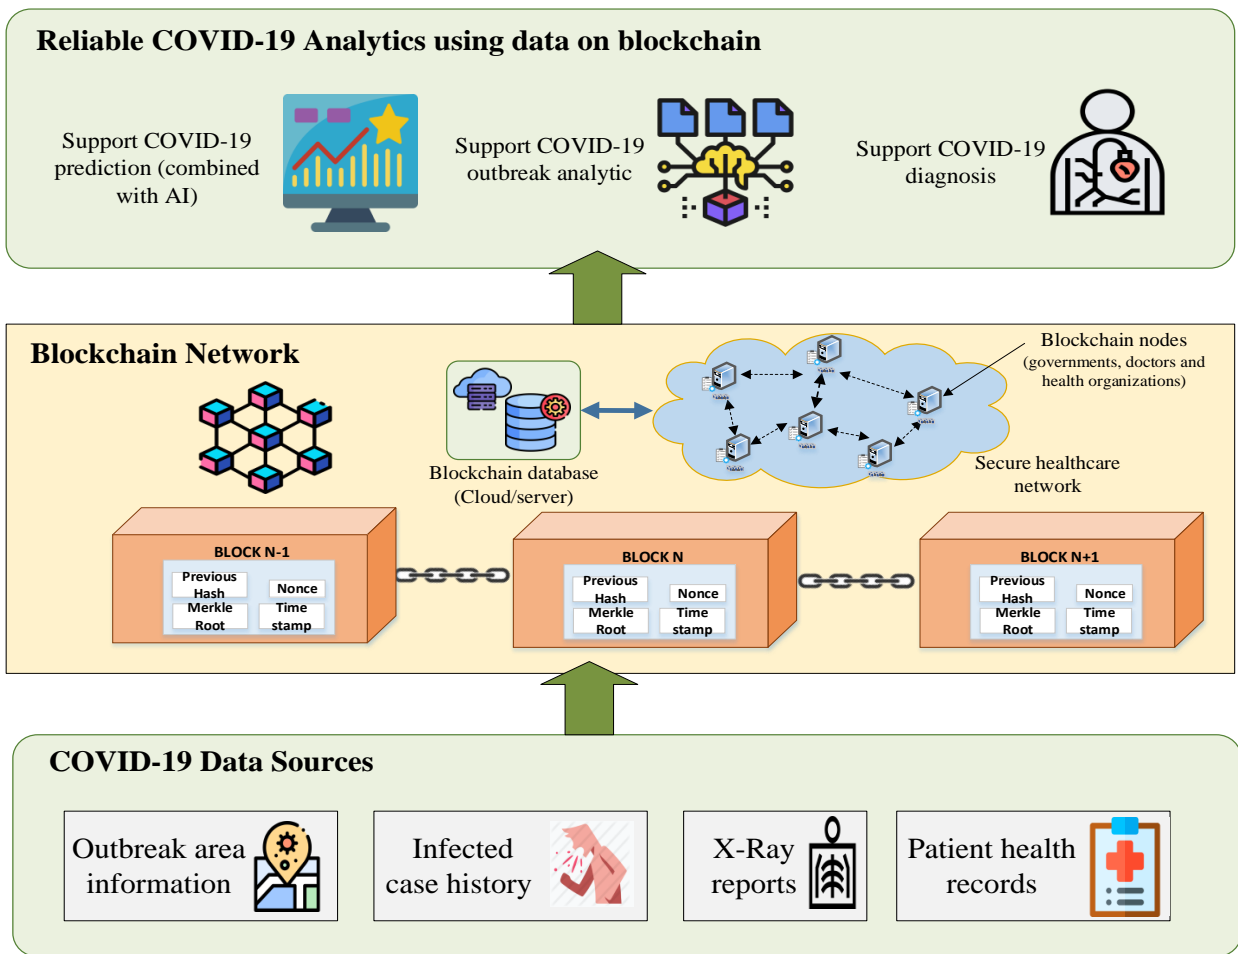 Reliable COVID-19 Analytics using data on blockchain
Support COVID-19
prediction (combined
with AI)
Support COVID-19
outbreak analytic
Support COVID-19
diagnosis
Blockchain Network
Blockchain database
(Cloud/server)
Blockchain nodes
(governments, doctors and
health organizations)
Secure healthcare
network
BLOCK N-1
Previous
Hash
Nonce
Merkle
Root
Time
stamp
BLOCK N
Previous
Hash
Nonce
Merkle
Root
Time
stamp
BLOCK N+1
Previous
Hash
Nonce
Merkle
Root
Time
stamp
COVID-19 Data Sources
Outbreak area
information
Infected
case history
X-Ray
reports
Patient health
records